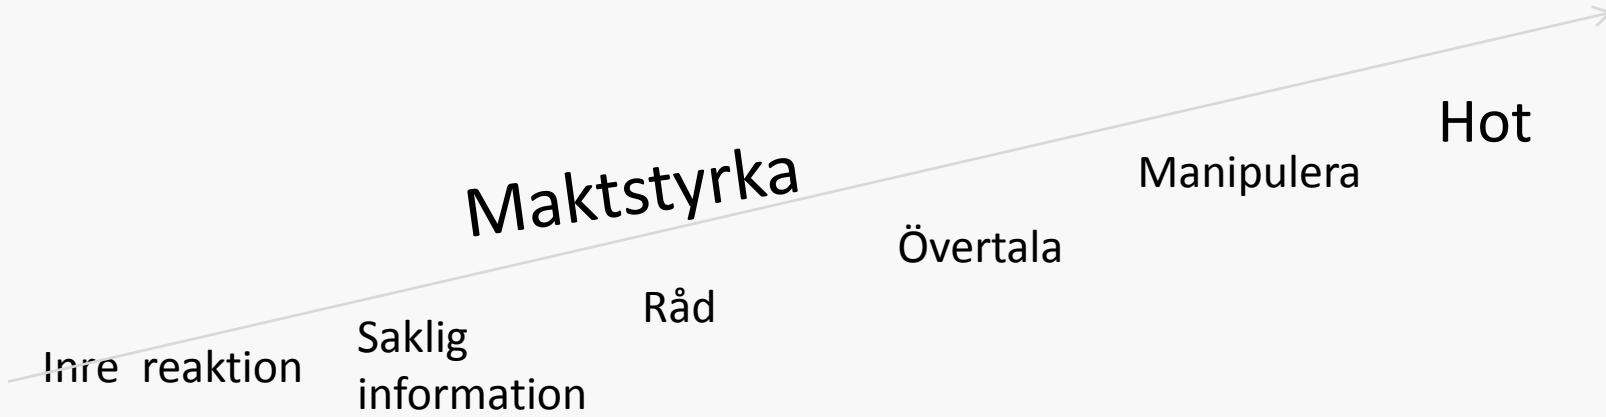 Maktstyrka
Inre reaktion
Saklig
information
Råd
Övertala
Manipulera
Hot